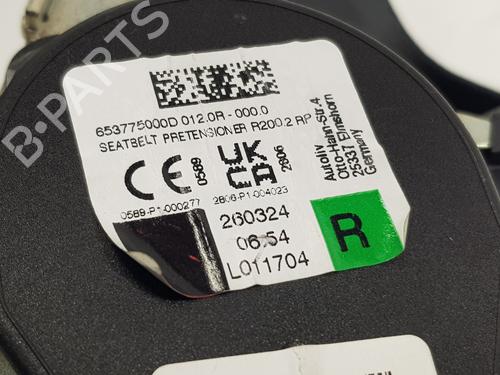 653775000D 012.0R - 000.0
SEATBELT PRETENSIONER R200.2 RP
CE 0589
UK CA 2806
0589-P1-000277
2806-P1-004023
Autoliv
Otto-Hahn-Str.4
25337 Elmshorn
Germany
260324
06:54
L011704
R
B-PARTS